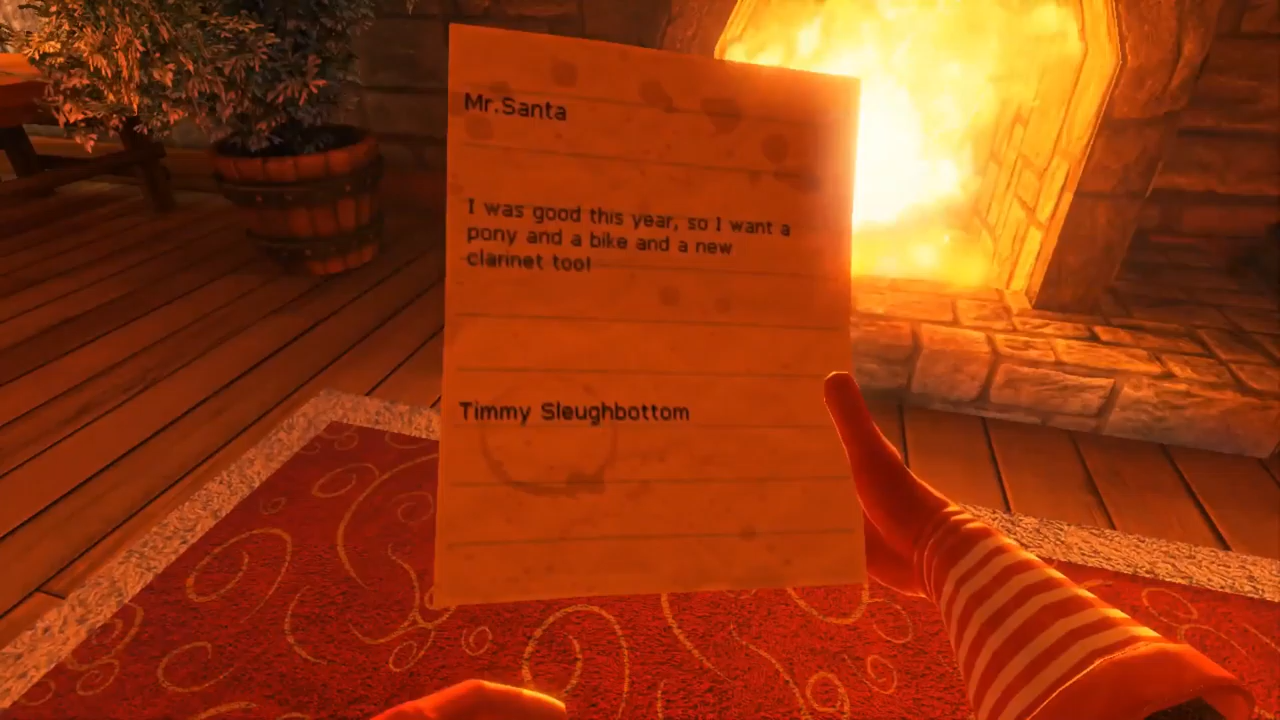 Mr.Santa
I was good this year, so I want a
pony and a bike and a new
clarinet too!
Timmy Sleughbottom